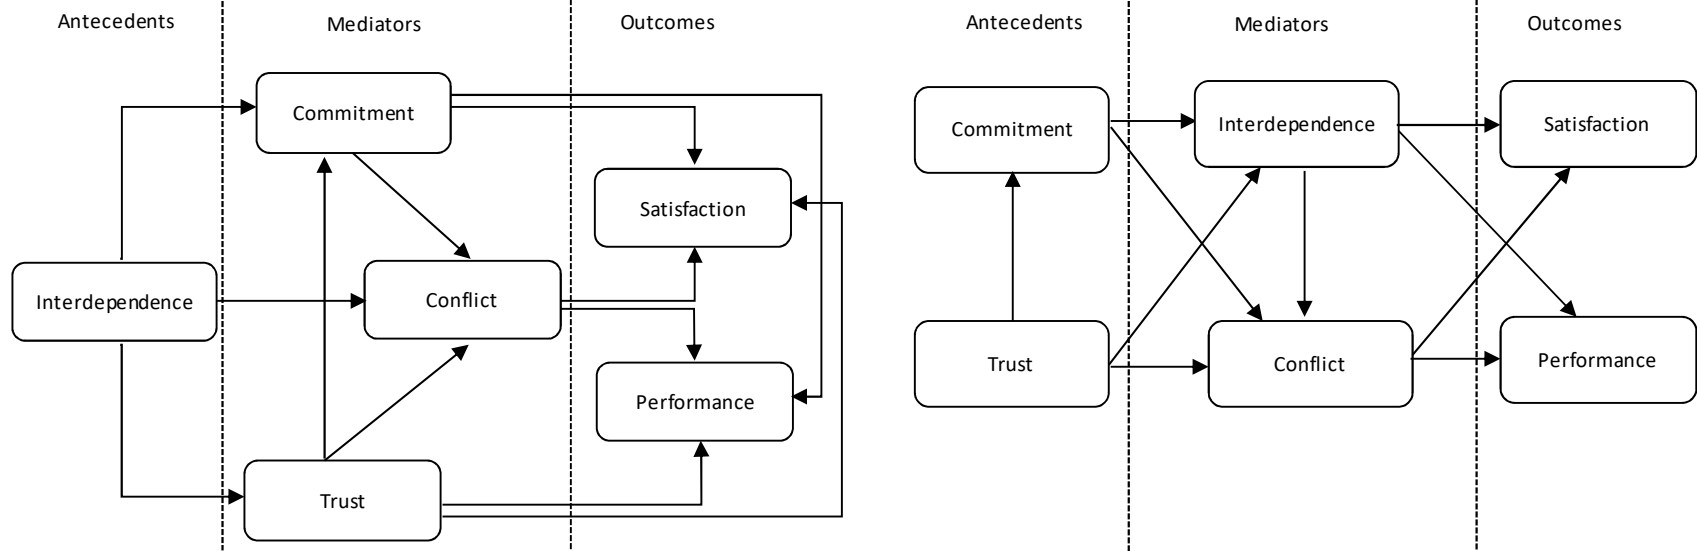 Antecedents
Mediators
Outcomes
Commitment
Satisfaction
Interdependence
Conflict
Performance
Trust
Antecedents
Mediators
Outcomes
Commitment
Interdependence
Satisfaction
Trust
Conflict
Performance